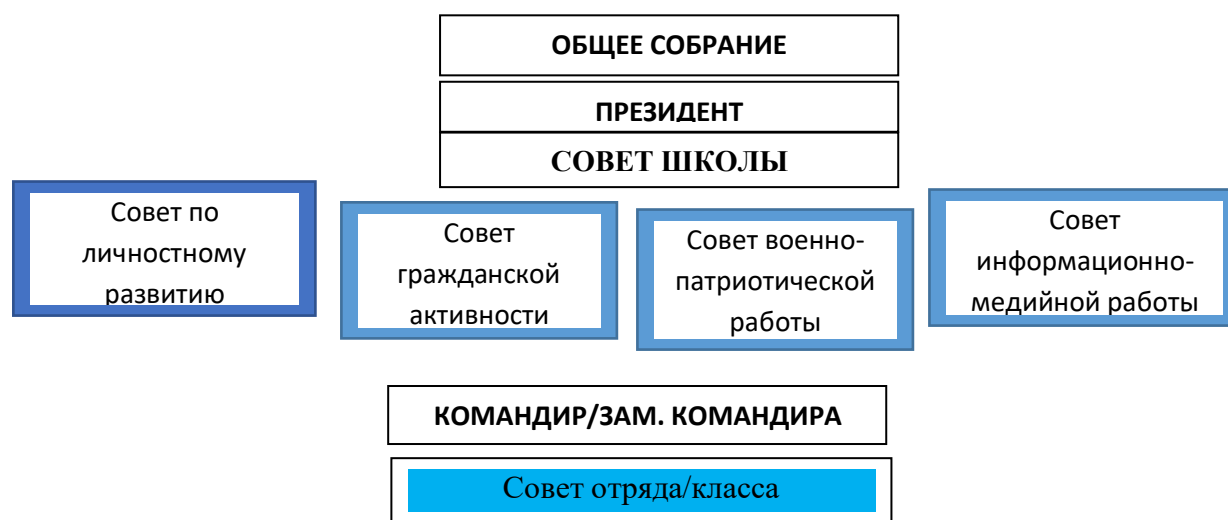 ОБЩЕЕ СОБРАНИЕ
ПРЕЗИДЕНТ
СОВЕТ ШКОЛЫ
Совет по
личностному
развитию
Совет
гражданской
активности
Совет военно-
патриотической
работы
Совет
информационно-
медийной работы
КОМАНДИР/ЗАМ. КОМАНДИРА
Совет отряда/класса